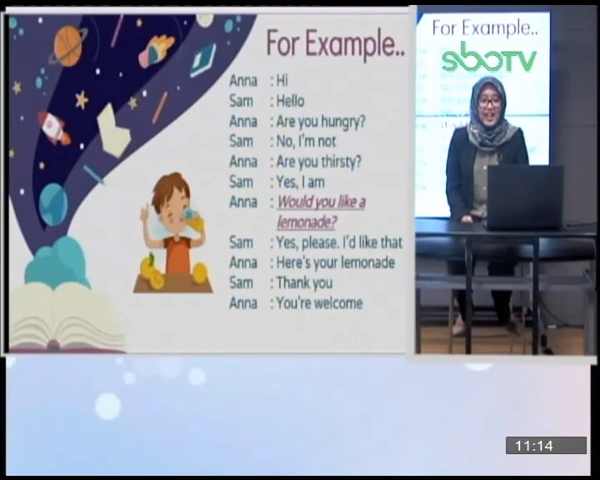 For Example..
Anna : Hi
Sam : Hello
Anna : Are you hungry?
Sam : No, I'm not
Anna : Are you thirsty?
Sam : Yes, I am
Anna : Would you like a
lemonade?
Sam : Yes, please. I'd like that
Anna : Here's your lemonade
Sam : Thank you
Anna : You're welcome
For Example..
sboTV
11:14